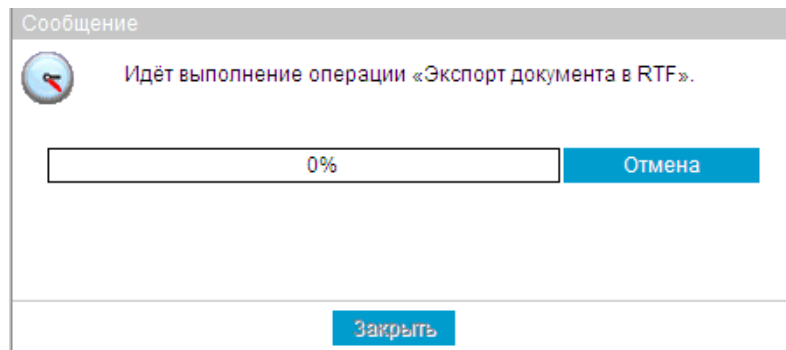 Сообщение
Идёт выполнение операции «Экспорт документа в RTF».
0% Отмена
Закрыть